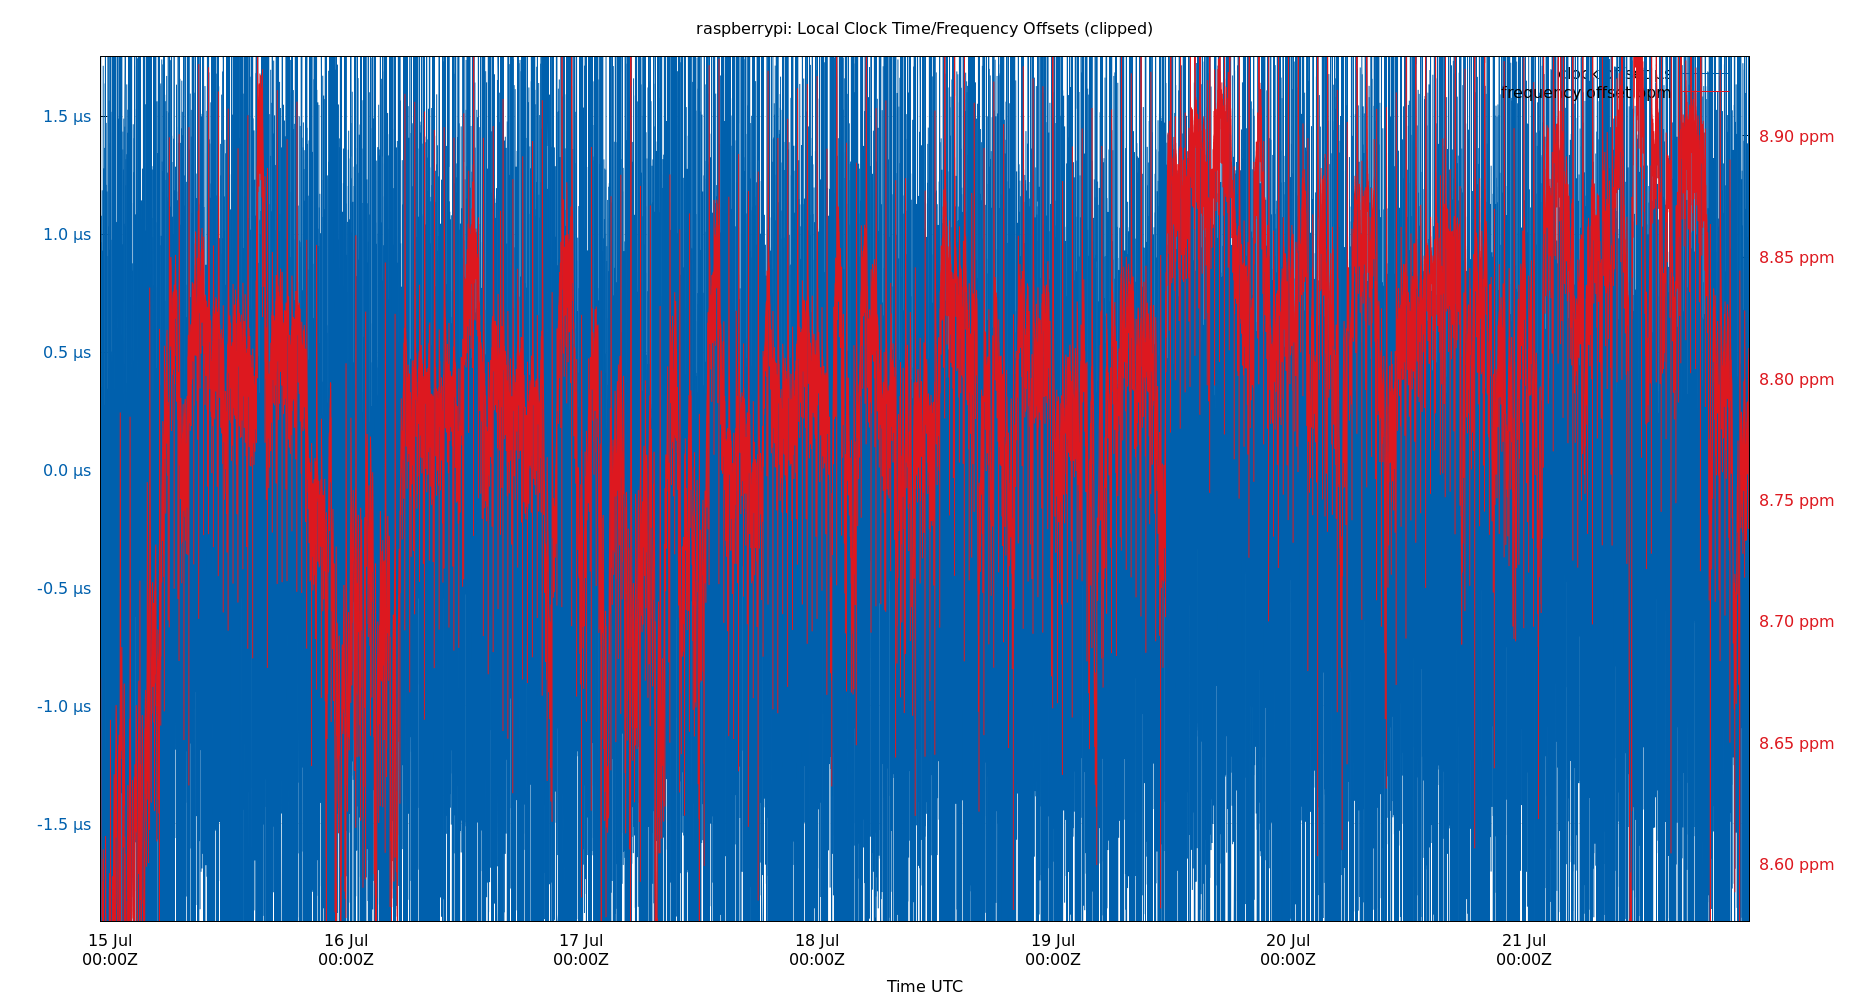 raspberrypi: Local Clock Time/Frequency Offsets (clipped)
clock offset µs
frequency offset ppm
1.5 µs
1.0 µs
0.5 µs
0.0 µs
-0.5 µs
-1.0 µs
-1.5 µs
8.90 ppm
8.85 ppm
8.80 ppm
8.75 ppm
8.70 ppm
8.65 ppm
8.60 ppm
15 Jul 16 Jul 17 Jul 18 Jul 19 Jul 20 Jul 21 Jul
00:00Z 00:00Z 00:00Z 00:00Z 00:00Z 00:00Z 00:00Z
Time UTC